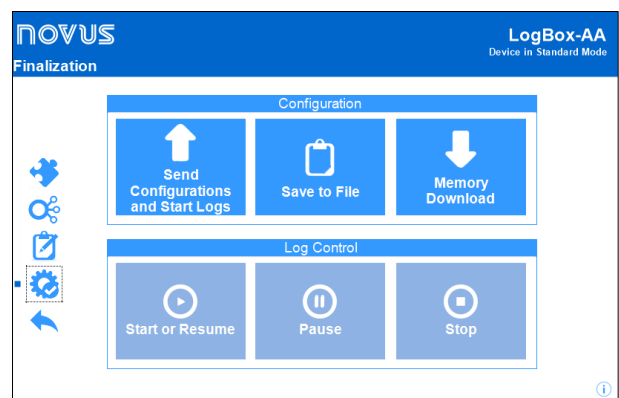 NOVUS
LogBox-AA
Device in Standard Mode
Finalization
Configuration
Send
Configurations
and Start Logs
Save to File
Memory
Download
Log Control
Start or Resume
Pause
Stop
i